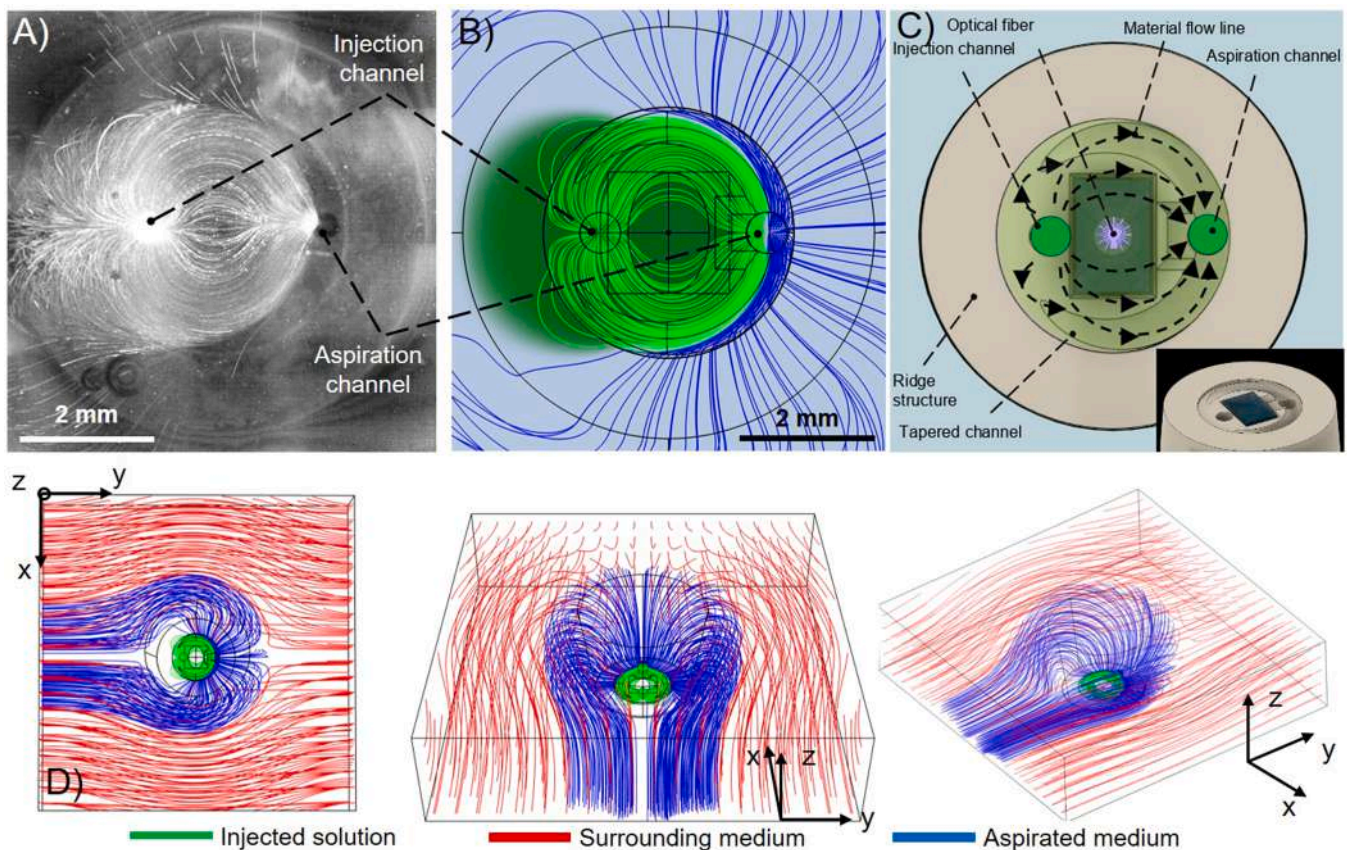 A)
Injection
channel
Aspiration
channel
2 mm
B)
2 mm
C)
Optical fiber
Injection channel
Material flow line
Aspiration channel
Ridge
structure
Tapered channel
z
y
x
D)
x
z
y
z
y
x
Injected solution
Surrounding medium
Aspirated medium